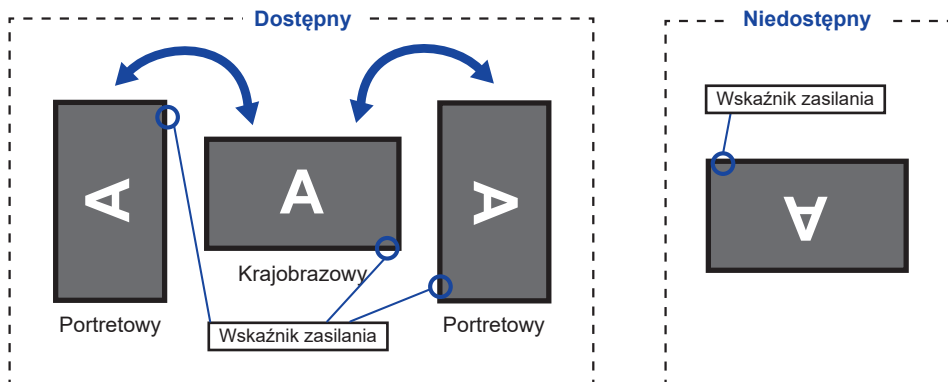 Dostępny
A
A
A
Krajobrazowy
Portretowy
Wskaźnik zasilania
Portretowy
Niedostępny
Wskaźnik zasilania
A